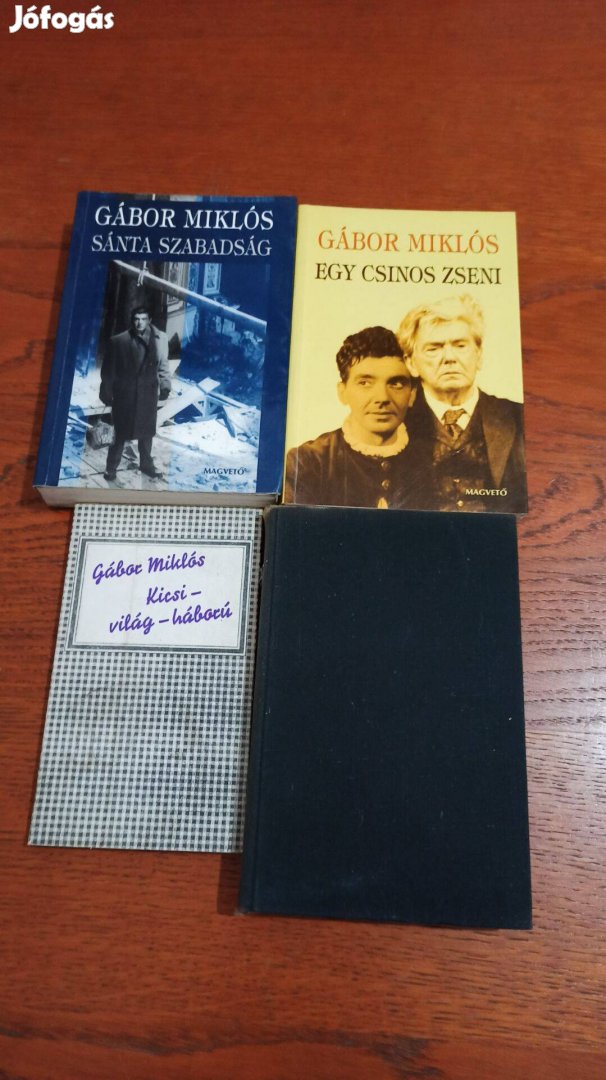 Jófogás
GÁBOR MIKLÓS
SÁNTA SZABADSÁG
MAGVETŐ
GÁBOR MIKLÓS
EGY CSINOS ZSENI
MAGVETŐ
Gábor Miklós
Kicsi –
világ – háború